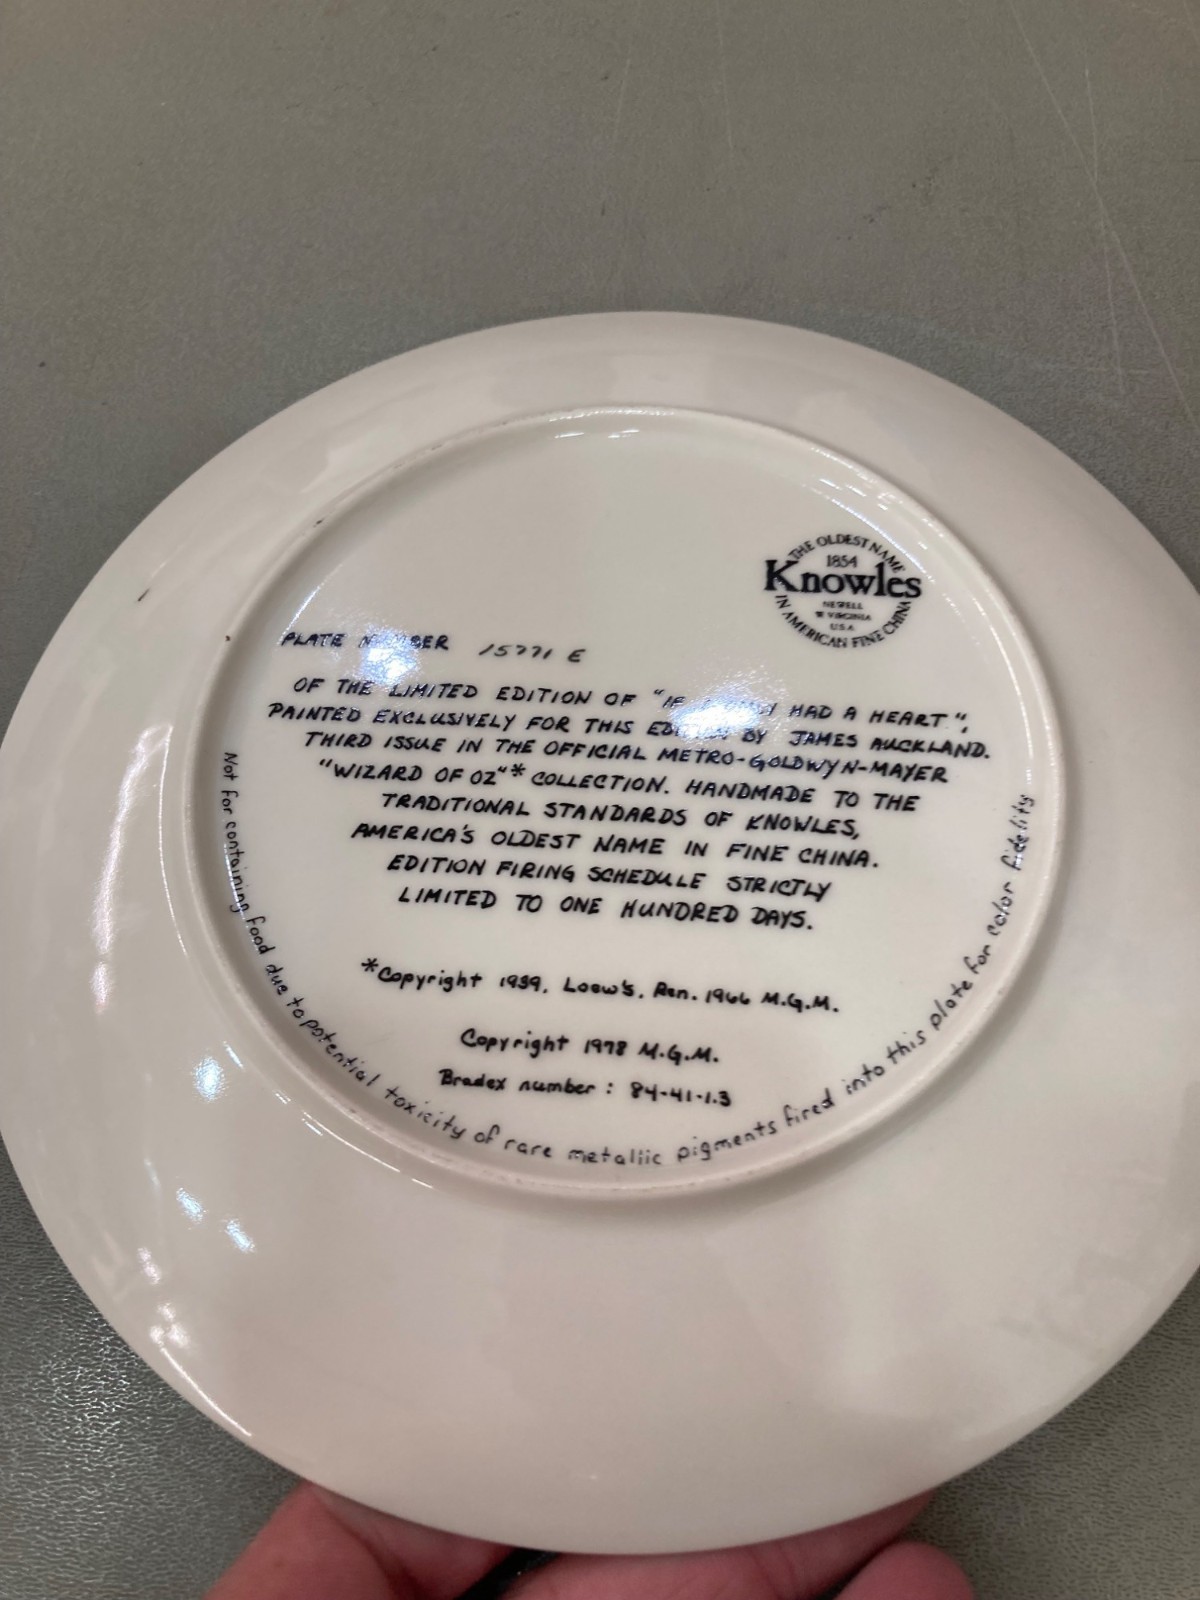 THE OLDEST NAME
1854
Knowles
NEWELL
W VIRGINIA
U.S.A
IN AMERICAN FINE CHINA
PLATE NUMBER 15771 E
OF THE LIMITED EDITION OF "IF I ONLY HAD A HEART",
PAINTED EXCLUSIVELY FOR THIS EDITION BY JAMES AUCKLAND.
THIRD ISSUE IN THE OFFICIAL METRO-GOLDWYN-MAYER
"WIZARD OF OZ"* COLLECTION. HANDMADE TO THE
TRADITIONAL STANDARDS OF KNOWLES,
AMERICA'S OLDEST NAME IN FINE CHINA.
EDITION FIRING SCHEDULE STRICTLY
LIMITED TO ONE HUNDRED DAYS.
*Copyright 1939, Loew's, Ren. 1966 M.G.M.
Copyright 1978 M.G.M.
Bradex number: 84-41-1.3
Not for containing food due to potential toxicity of rare metallic pigments fired into this plate for color fidelity